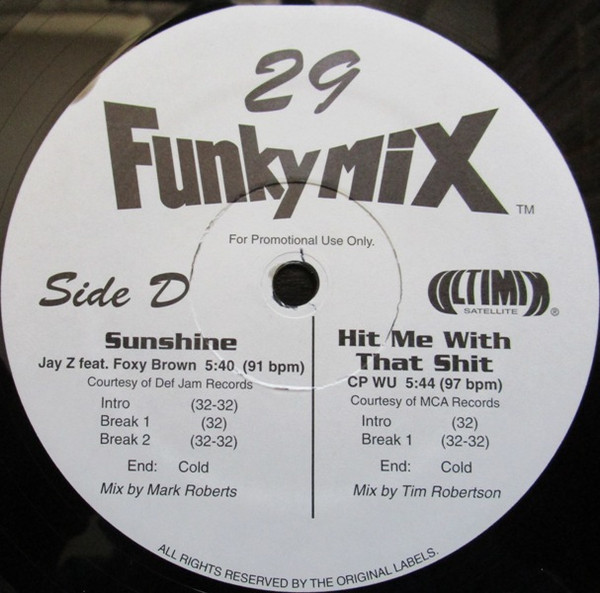 29
FunkymiX™
For Promotional Use Only.
Side D
ULTIMIX®
SATELLITE
Sunshine
Jay Z feat. Foxy Brown 5:40 (91 bpm)
Courtesy of Def Jam Records
Intro (32-32)
Break 1 (32)
Break 2 (32-32)
End: Cold
Mix by Mark Roberts
Hit Me With
That Shit
CP WU 5:44 (97 bpm)
Courtesy of MCA Records
Intro (32)
Break 1 (32-32)
End: Cold
Mix by Tim Robertson
ALL RIGHTS RESERVED BY THE ORIGINAL LABELS.